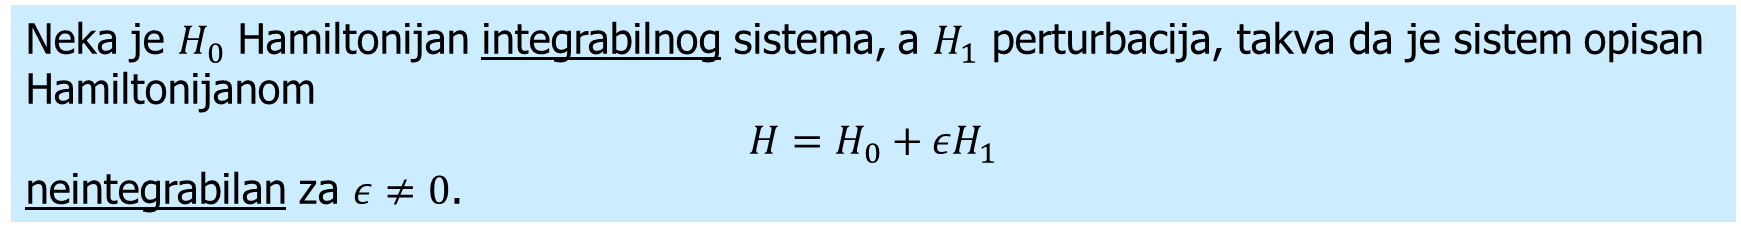 Neka je H₀ Hamiltonijan integrabilnog sistema, a H₁ perturbacija, takva da je sistem opisan
Hamiltonijanom
H = H₀ + ϵH₁
neintegrabilan za ϵ ≠ 0.